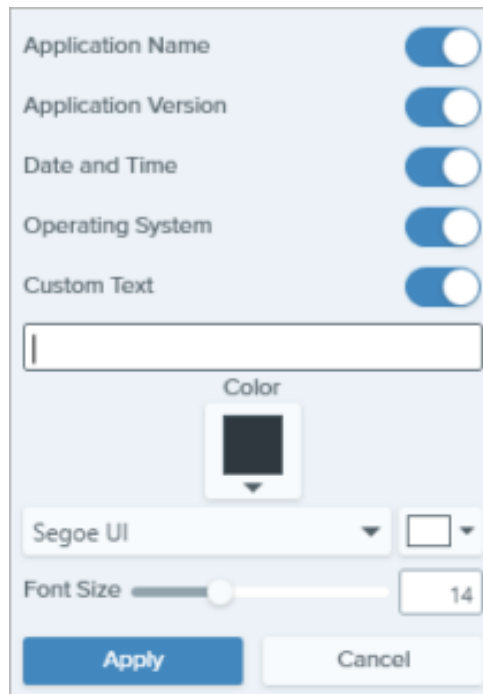 Application Name
Application Version
Date and Time
Operating System
Custom Text
Color
Segoe UI
Font Size 14
Apply Cancel